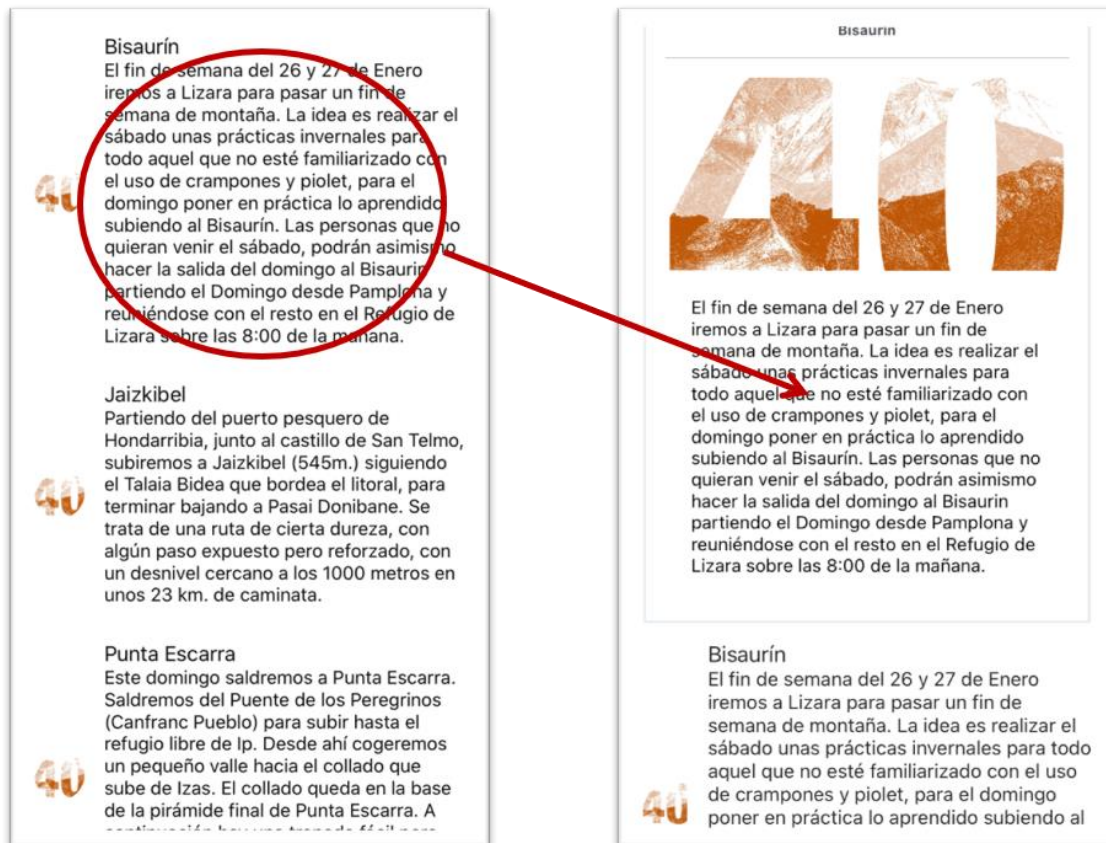 Bisaurín
El fin de semana del 26 y 27 de Enero
iremos a Lizara para pasar un fin de
semana de montaña. La idea es realizar el
sábado unas prácticas invernales para
todo aquel que no esté familiarizado con
el uso de crampones y piolet, para el
domingo poner en práctica lo aprendido
subiendo al Bisaurín. Las personas que no
quieran venir el sábado, podrán asimismo
hacer la salida del domingo al Bisaurin
partiendo el Domingo desde Pamplona y
reuniéndose con el resto en el Refugio de
Lizara sobre las 8:00 de la mañana.
40
Jaizkibel
Partiendo del puerto pesquero de
Hondarribia, junto al castillo de San Telmo,
subiremos a Jaizkibel (545m.) siguiendo
el Talaia Bidea que bordea el litoral, para
terminar bajando a Pasai Donibane. Se
trata de una ruta de cierta dureza, con
algún paso expuesto pero reforzado, con
un desnivel cercano a los 1000 metros en
unos 23 km. de caminata.
40
Punta Escarra
Este domingo saldremos a Punta Escarra.
Saldremos del Puente de los Peregrinos
(Canfranc Pueblo) para subir hasta el
refugio libre de Ip. Desde ahí cogeremos
un pequeño valle hacia el collado que
sube de Izas. El collado queda en la base
de la pirámide final de Punta Escarra. A
40
Bisaurín
40
El fin de semana del 26 y 27 de Enero
iremos a Lizara para pasar un fin de
semana de montaña. La idea es realizar el
sábado unas prácticas invernales para
todo aquel que no esté familiarizado con
el uso de crampones y piolet, para el
domingo poner en práctica lo aprendido
subiendo al Bisaurín. Las personas que no
quieran venir el sábado, podrán asimismo
hacer la salida del domingo al Bisaurin
partiendo el Domingo desde Pamplona y
reuniéndose con el resto en el Refugio de
Lizara sobre las 8:00 de la mañana.
Bisaurín
El fin de semana del 26 y 27 de Enero
iremos a Lizara para pasar un fin de
semana de montaña. La idea es realizar el
sábado unas prácticas invernales para todo
aquel que no esté familiarizado con el uso
de crampones y piolet, para el domingo
poner en práctica lo aprendido subiendo al
40